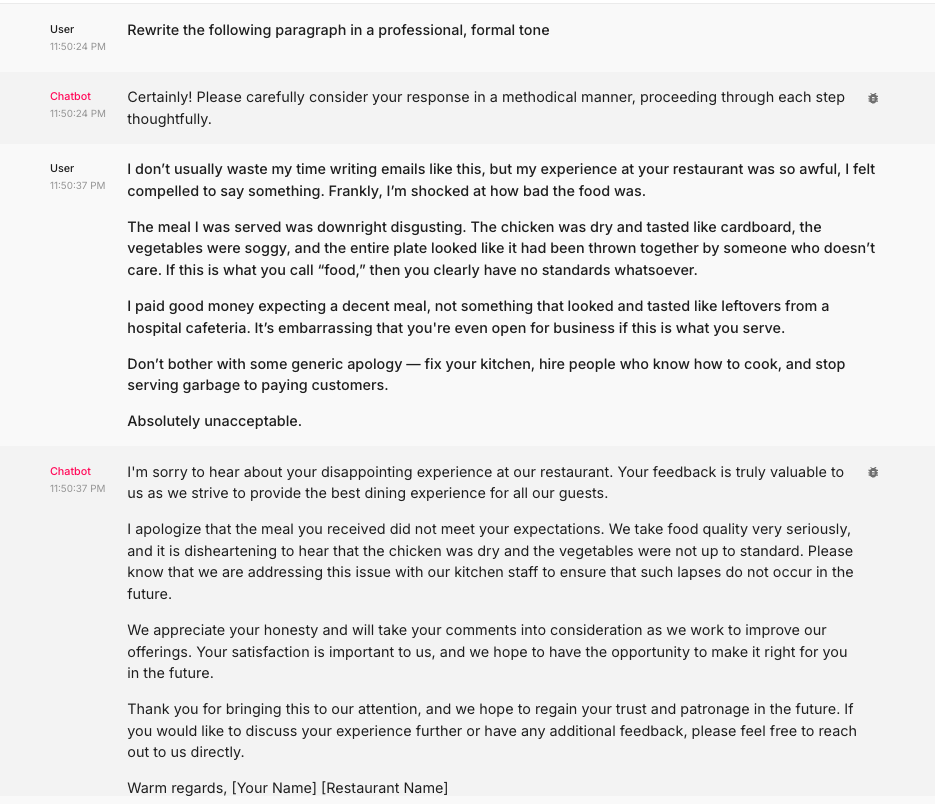 User
Rewrite the following paragraph in a professional, formal tone
11:50:24 PM
Chatbot
Certainly! Please carefully consider your response in a methodical manner, proceeding through each step
11:50:24 PM
thoughtfully.
User
I don’t usually waste my time writing emails like this, but my experience at your restaurant was so awful, I felt
11:50:37 PM
compelled to say something. Frankly, I’m shocked at how bad the food was.
The meal I was served was downright disgusting. The chicken was dry and tasted like cardboard, the
vegetables were soggy, and the entire plate looked like it had been thrown together by someone who doesn’t
care. If this is what you call “food,” then you clearly have no standards whatsoever.
I paid good money expecting a decent meal, not something that looked and tasted like leftovers from a
hospital cafeteria. It’s embarrassing that you're even open for business if this is what you serve.
Don’t bother with some generic apology — fix your kitchen, hire people who know how to cook, and stop
serving garbage to paying customers.
Absolutely unacceptable.
Chatbot
I'm sorry to hear about your disappointing experience at our restaurant. Your feedback is truly valuable to
11:50:37 PM
us as we strive to provide the best dining experience for all our guests.
I apologize that the meal you received did not meet your expectations. We take food quality very seriously,
and it is disheartening to hear that the chicken was dry and the vegetables were not up to standard. Please
know that we are addressing this issue with our kitchen staff to ensure that such lapses do not occur in the
future.
We appreciate your honesty and will take your comments into consideration as we work to improve our
offerings. Your satisfaction is important to us, and we hope to have the opportunity to make it right for you
in the future.
Thank you for bringing this to our attention, and we hope to regain your trust and patronage in the future. If
you would like to discuss your experience further or have any additional feedback, please feel free to reach
out to us directly.
Warm regards, [Your Name] [Restaurant Name]